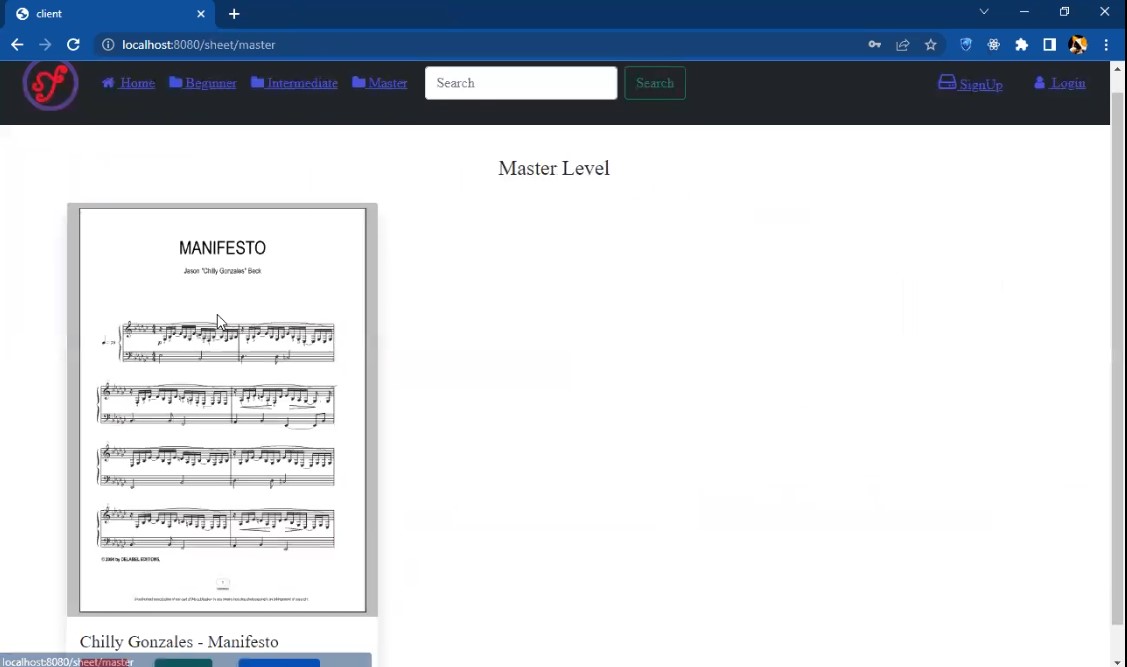 client
localhost:8080/sheet/master
Home Beginner Intermediate Master Search Search SignUp Login
Master Level
MANIFESTO
Jason "Chilly Gonzales" Beck
© 2004 by DELABEL EDITIONS.
Chilly Gonzales - Manifesto
localhost:8080/sheet/master